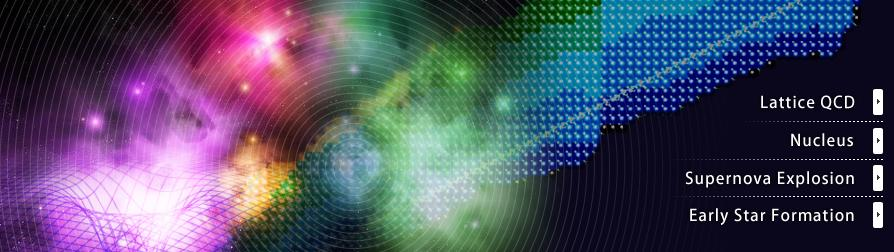 Lattice QCD
Nucleus
Supernova Explosion
Early Star Formation